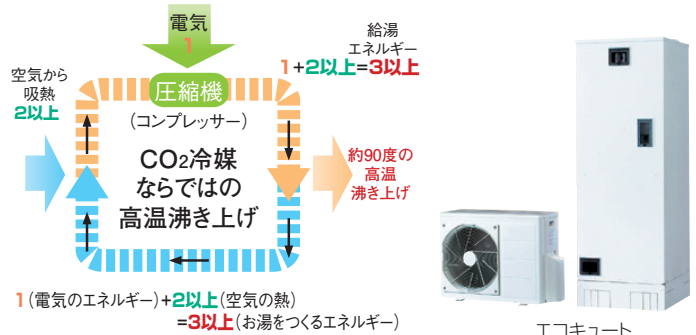 電気
1
給湯
エネルギー
1+2以上=3以上
空気から
吸熱
2以上
圧縮機
(コンプレッサー)
CO2冷媒
ならではの
高温沸き上げ
約90度の
高温
沸き上げ
1(電気のエネルギー)+2以上(空気の熱)
=3以上(お湯をつくるエネルギー)
エコキュート